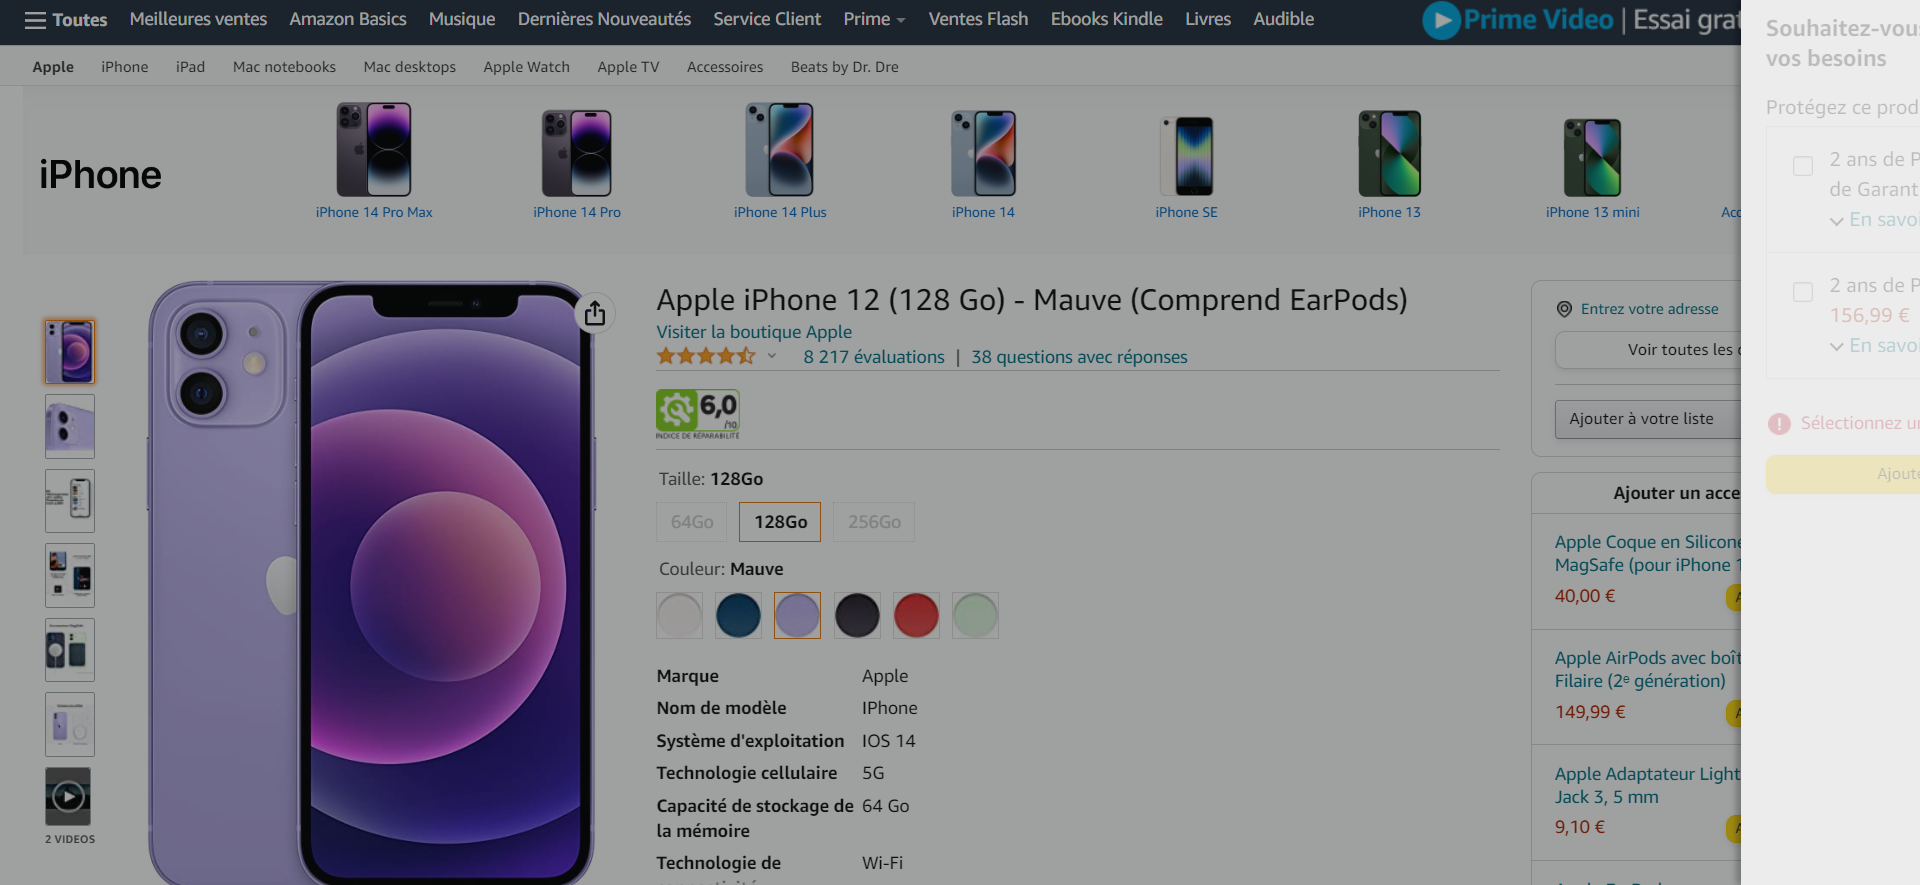 Toutes
Meilleures ventes
Amazon Basics
Musique
Dernières Nouveautés
Service Client
Prime
Ventes Flash
Ebooks Kindle
Livres
Audible
Prime Video | Essai grat
Apple
iPhone
iPad
Mac notebooks
Mac desktops
Apple Watch
Apple TV
Accessoires
Beats by Dr. Dre
iPhone
iPhone 14 Pro Max
iPhone 14 Pro
iPhone 14 Plus
iPhone 14
iPhone SE
iPhone 13
iPhone 13 mini
Acc
2 VIDEOS
Apple iPhone 12 (128 Go) - Mauve (Comprend EarPods)
Visiter la boutique Apple
8 217 évaluations | 38 questions avec réponses
6,0
/10
INDICE DE RÉPARABILITÉ
Taille: 128Go
64Go
128Go
256Go
Couleur: Mauve
Marque Apple
Nom de modèle IPhone
Système d'exploitation IOS 14
Technologie cellulaire 5G
Capacité de stockage de 64 Go
la mémoire
Technologie de Wi-Fi
Entrez votre adresse
Voir toutes les
Ajouter à votre liste
Ajouter un acce
Apple Coque en Silicone
MagSafe (pour iPhone 1
40,00 €
Apple AirPods avec boît
Filaire (2ᵉ génération)
149,99 €
Apple Adaptateur Light
Jack 3, 5 mm
9,10 €
Souhaitez-vous
vos besoins
Protégez ce prod
2 ans de P
de Garant
En savoi
2 ans de P
156,99 €
En savoi
Sélectionnez un
Ajoute